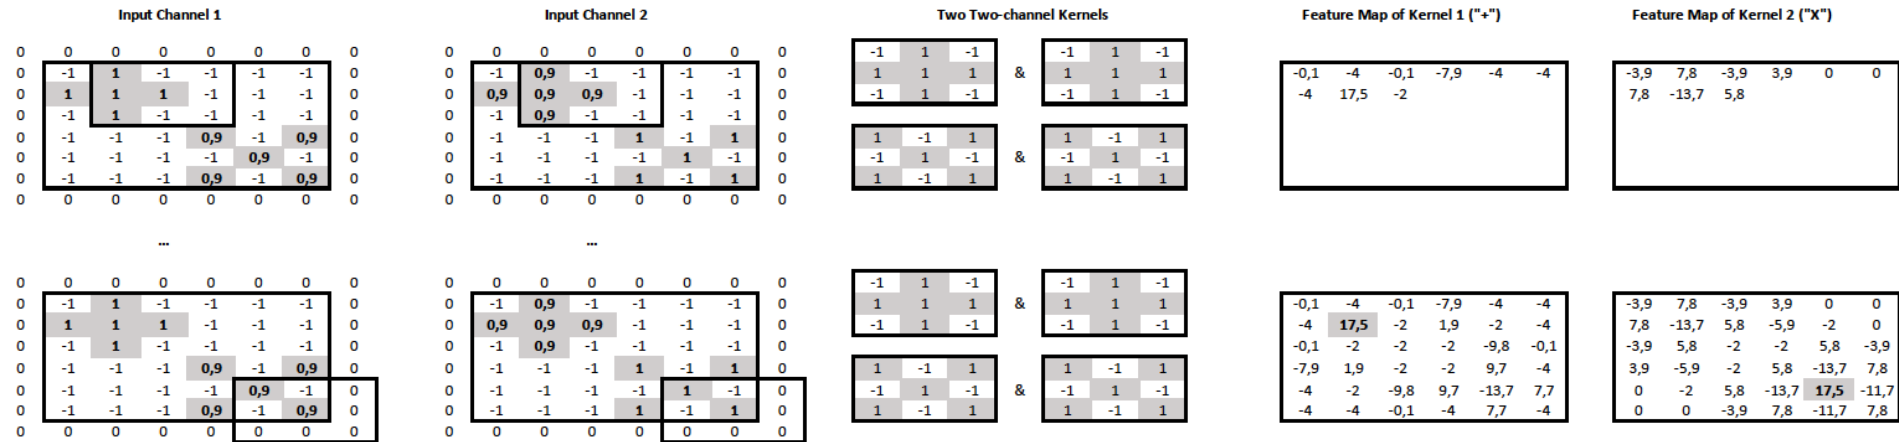 Input Channel 1 Input Channel 2 Two Two-channel Kernels Feature Map of Kernel 1 ("+") Feature Map of Kernel 2 ("X")
0 0 0 0 0 0 0 0 0 0 0 0 0 0 0 0 -1 1 -1 -1 1 -1
0 -1 1 -1 -1 -1 -1 0 0 -1 0,9 -1 -1 -1 -1 0 1 1 1 & 1 1 1 -0,1 -4 -0,1 -7,9 -4 -4 -3,9 7,8 -3,9 3,9 0 0
0 1 1 1 -1 -1 -1 0 0 0,9 0,9 0,9 -1 -1 -1 0 -1 1 -1 -1 1 -1 -4 17,5 -2 7,8 -13,7 5,8
0 -1 1 -1 -1 -1 -1 0 0 -1 0,9 -1 -1 -1 -1 0
0 -1 -1 -1 0,9 -1 0,9 0 0 -1 -1 -1 1 -1 1 0 1 -1 1 1 -1 1
0 -1 -1 -1 -1 0,9 -1 0 0 -1 -1 -1 -1 1 -1 0 -1 1 -1 & -1 1 -1
0 -1 -1 -1 0,9 -1 0,9 0 0 -1 -1 -1 1 -1 1 0 1 -1 1 1 -1 1
0 0 0 0 0 0 0 0 0 0 0 0 0 0 0 0
... ...
0 0 0 0 0 0 0 0 0 0 0 0 0 0 0 0 -1 1 -1 -1 1 -1
0 -1 1 -1 -1 -1 -1 0 0 -1 0,9 -1 -1 -1 -1 0 1 1 1 & 1 1 1 -0,1 -4 -0,1 -7,9 -4 -4 -3,9 7,8 -3,9 3,9 0 0
0 1 1 1 -1 -1 -1 0 0 0,9 0,9 0,9 -1 -1 -1 0 -1 1 -1 -1 1 -1 -4 17,5 -2 1,9 -2 -4 7,8 -13,7 5,8 -5,9 -2 0
0 -1 1 -1 -1 -1 -1 0 0 -1 0,9 -1 -1 -1 -1 0 -0,1 -2 -2 -2 -9,8 -0,1 -3,9 5,8 -2 -2 5,8 -3,9
0 -1 -1 -1 0,9 -1 0,9 0 0 -1 -1 -1 1 -1 1 0 1 -1 1 1 -1 1 -7,9 1,9 -2 -2 9,7 -4 3,9 -5,9 -2 5,8 -13,7 7,8
0 -1 -1 -1 -1 0,9 -1 0 0 -1 -1 -1 -1 1 -1 0 -1 1 -1 & -1 1 -1 -4 -2 -9,8 9,7 -13,7 7,7 0 -2 5,8 -13,7 17,5 -11,7
0 -1 -1 -1 0,9 -1 0,9 0 0 -1 -1 -1 1 -1 1 0 1 -1 1 1 -1 1 -4 -4 -0,1 -4 7,7 -4 0 0 -3,9 7,8 -11,7 7,8
0 0 0 0 0 0 0 0 0 0 0 0 0 0 0 0